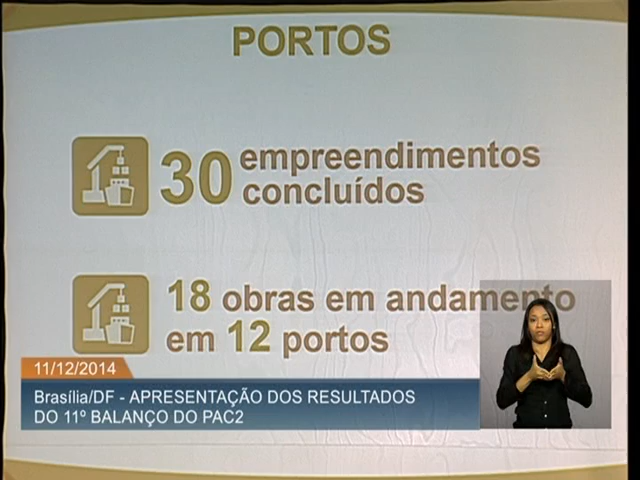 PORTOS
30 empreendimentos
concluídos
18 obras em andamento
em 12 portos
11/12/2014
Brasília/DF - APRESENTAÇÃO DOS RESULTADOS
DO 11º BALANÇO DO PAC2